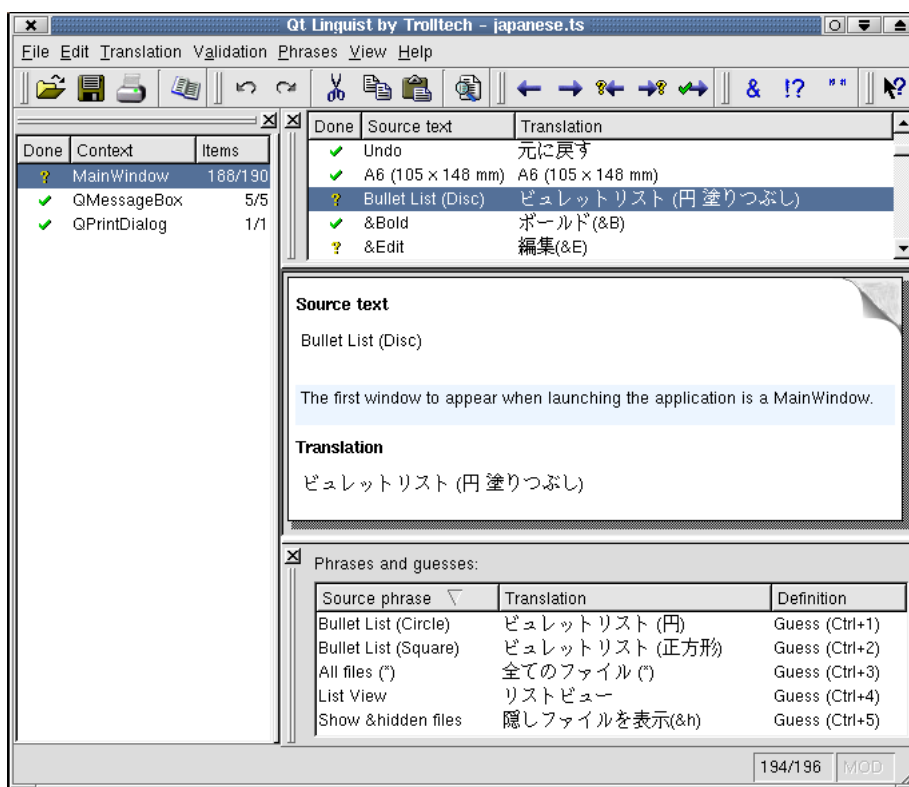 Qt Linguist by Trolltech - japanese.ts
File Edit Translation Validation Phrases View Help
& !? "" ?
Done Context Items
? MainWindow 188/190
QMessageBox 5/5
QPrintDialog 1/1
Done Source text Translation
Undo 元に戻す
A6 (105 x 148 mm) A6 (105 x 148 mm)
? Bullet List (Disc) ビュレットリスト (円 塗りつぶし)
&Bold ボールド(&B)
? &Edit 編集(&E)
Source text
Bullet List (Disc)
The first window to appear when launching the application is a MainWindow.
Translation
ビュレットリスト (円 塗りつぶし)
Phrases and guesses:
Source phrase Translation Definition
Bullet List (Circle) ビュレットリスト (円) Guess (Ctrl+1)
Bullet List (Square) ビュレットリスト (正方形) Guess (Ctrl+2)
All files (*) 全てのファイル (*) Guess (Ctrl+3)
List View リストビュー Guess (Ctrl+4)
Show &hidden files 隠しファイルを表示(&h) Guess (Ctrl+5)
194/196 MOD